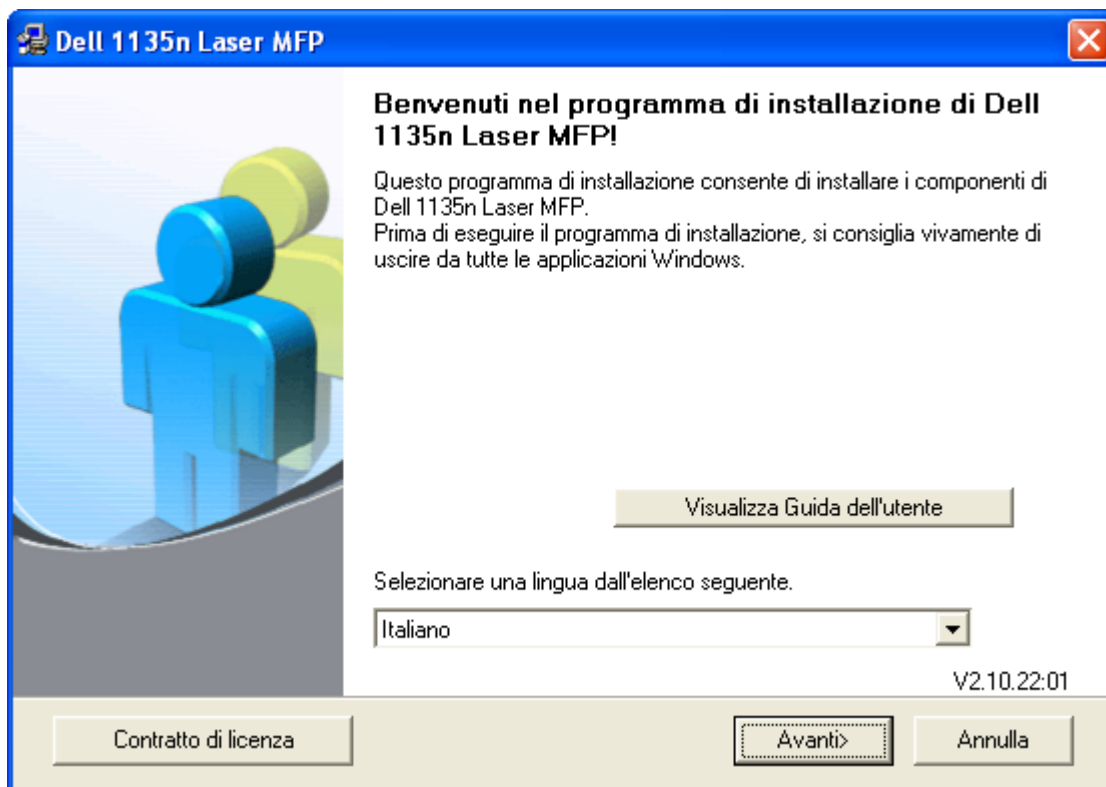 Dell 1135n Laser MFP
Benvenuti nel programma di installazione di Dell
1135n Laser MFP!
Questo programma di installazione consente di installare i componenti di
Dell 1135n Laser MFP.
Prima di eseguire il programma di installazione, si consiglia vivamente di
uscire da tutte le applicazioni Windows.
Visualizza Guida dell'utente
Selezionare una lingua dall'elenco seguente.
Italiano
V2.10.22:01
Contratto di licenza
Avanti>
Annulla